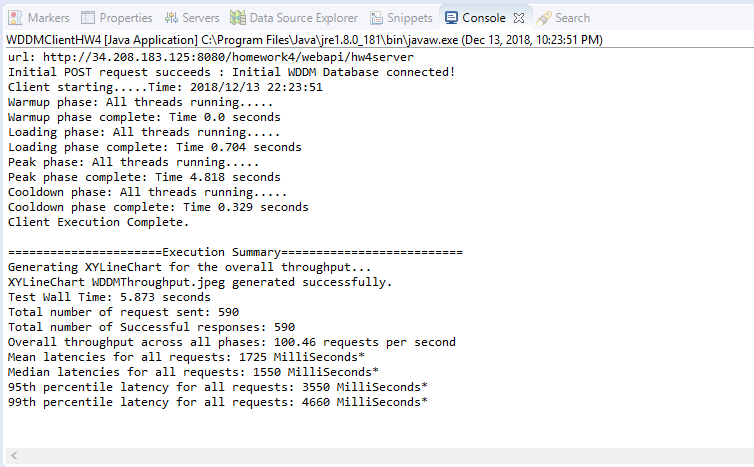 Markers Properties Servers Data Source Explorer Snippets Console Search
WDDMClientHW4 [Java Application] C:\Program Files\Java\jre1.8.0_181\bin\javaw.exe (Dec 13, 2018, 10:23:51 PM)
url: http://34.208.183.125:8080/homework4/webapi/hw4server
Initial POST request succeeds : Initial WDDM Database connected!
Client starting.....Time: 2018/12/13 22:23:51
Warmup phase: All threads running.....
Warmup phase complete: Time 0.0 seconds
Loading phase: All threads running.....
Loading phase complete: Time 0.704 seconds
Peak phase: All threads running.....
Peak phase complete: Time 4.818 seconds
Cooldown phase: All threads running.....
Cooldown phase complete: Time 0.329 seconds
Client Execution Complete.
======================Execution Summary==========================
Generating XYLineChart for the overall throughput...
XYLineChart WDDMThroughput.jpeg generated successfully.
Test Wall Time: 5.873 seconds
Total number of request sent: 590
Total number of Successful responses: 590
Overall throughput across all phases: 100.46 requests per second
Mean latencies for all requests: 1725 MilliSeconds*
Median latencies for all requests: 1550 MilliSeconds*
95th percentile latency for all requests: 3550 MilliSeconds*
99th percentile latency for all requests: 4660 MilliSeconds*